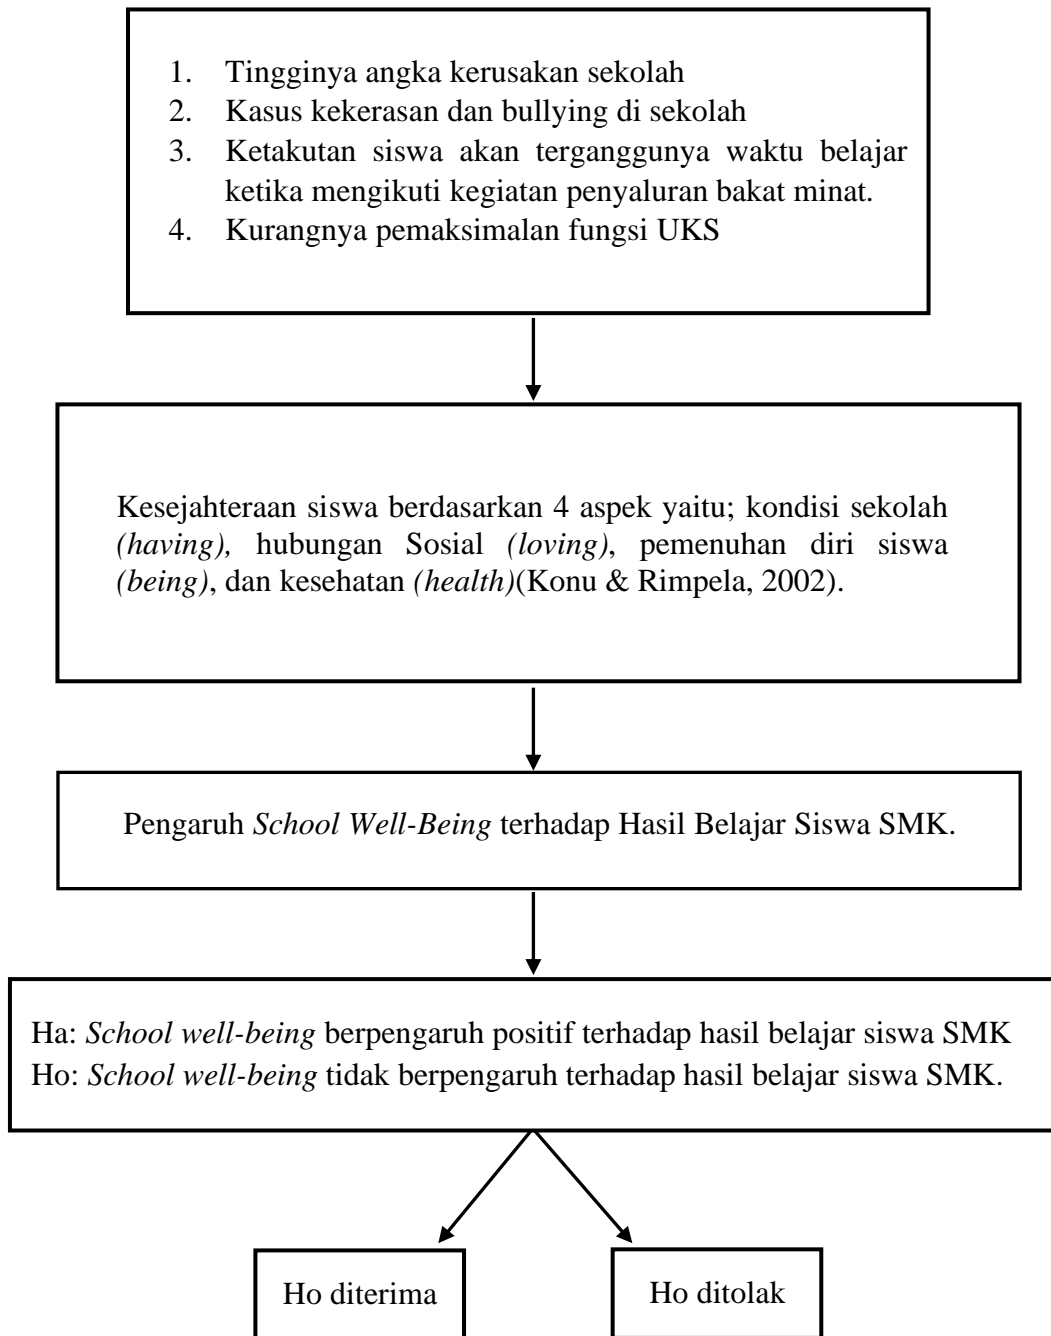 1. Tingginya angka kerusakan sekolah
2. Kasus kekerasan dan bullying di sekolah
3. Ketakutan siswa akan terganggunya waktu belajar
ketika mengikuti kegiatan penyaluran bakat minat.
4. Kurangnya pemaksimalan fungsi UKS
Kesejahteraan siswa berdasarkan 4 aspek yaitu; kondisi sekolah
(having), hubungan Sosial (loving), pemenuhan diri siswa
(being), dan kesehatan (health)(Konu & Rimpela, 2002).
Pengaruh School Well-Being terhadap Hasil Belajar Siswa SMK.
Ha: School well-being berpengaruh positif terhadap hasil belajar siswa SMK
Ho: School well-being tidak berpengaruh terhadap hasil belajar siswa SMK.
Ho diterima
Ho ditolak